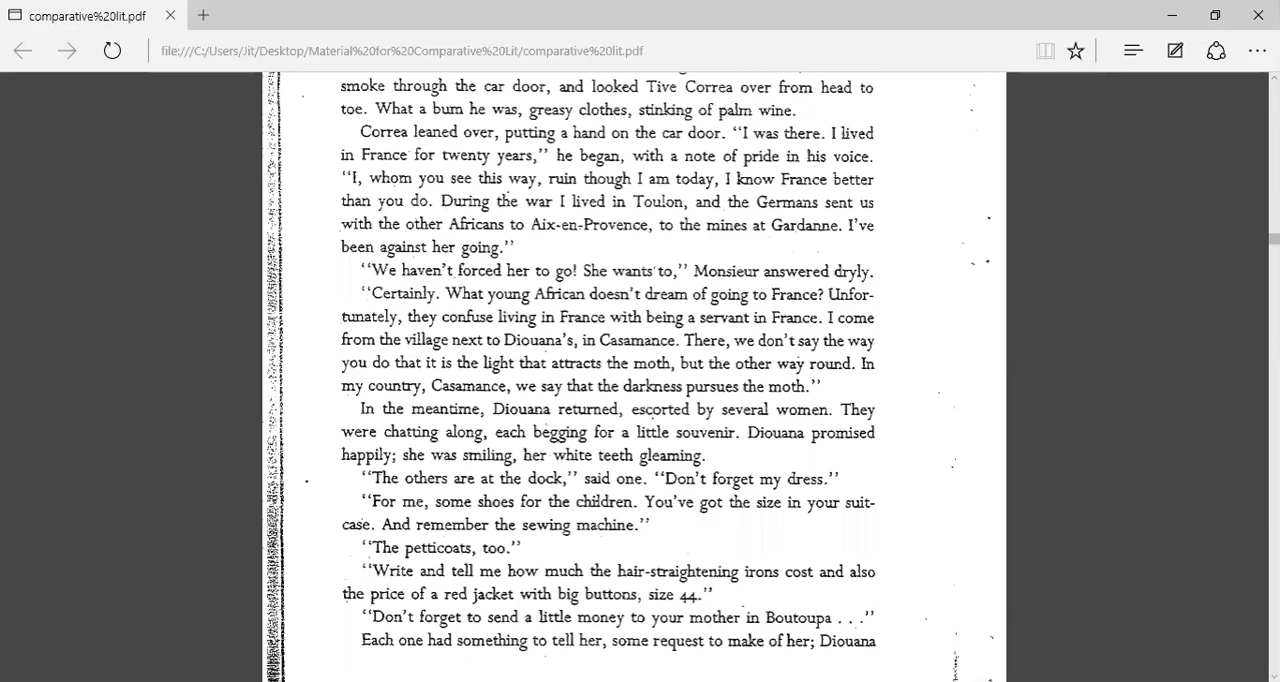 comparative%20lit.pdf
file:///C:/Users/Jit/Desktop/Material%20for%20Comparative%20Lit/comparative%20lit.pdf
smoke through the car door, and looked Tive Correa over from head to
toe. What a bum he was, greasy clothes, stinking of palm wine.
Correa leaned over, putting a hand on the car door. “I was there. I lived
in France for twenty years,” he began, with a note of pride in his voice.
“I, whom you see this way, ruin though I am today, I know France better
than you do. During the war I lived in Toulon, and the Germans sent us
with the other Africans to Aix-en-Provence, to the mines at Gardanne. I’ve
been against her going.”
“We haven’t forced her to go! She wants to,” Monsieur answered dryly.
“Certainly. What young African doesn’t dream of going to France? Unfor-
tunately, they confuse living in France with being a servant in France. I come
from the village next to Diouana’s, in Casamance. There, we don’t say the way
you do that it is the light that attracts the moth, but the other way round. In
my country, Casamance, we say that the darkness pursues the moth.”
In the meantime, Diouana returned, escorted by several women. They
were chatting along, each begging for a little souvenir. Diouana promised
happily; she was smiling, her white teeth gleaming.
“The others are at the dock,” said one. “Don’t forget my dress.”
“For me, some shoes for the children. You’ve got the size in your suit-
case. And remember the sewing machine.”
“The petticoats, too.”
“Write and tell me how much the hair-straightening irons cost and also
the price of a red jacket with big buttons, size 44.”
“Don’t forget to send a little money to your mother in Boutoupa . . .”
Each one had something to tell her, some request to make of her; Diouana